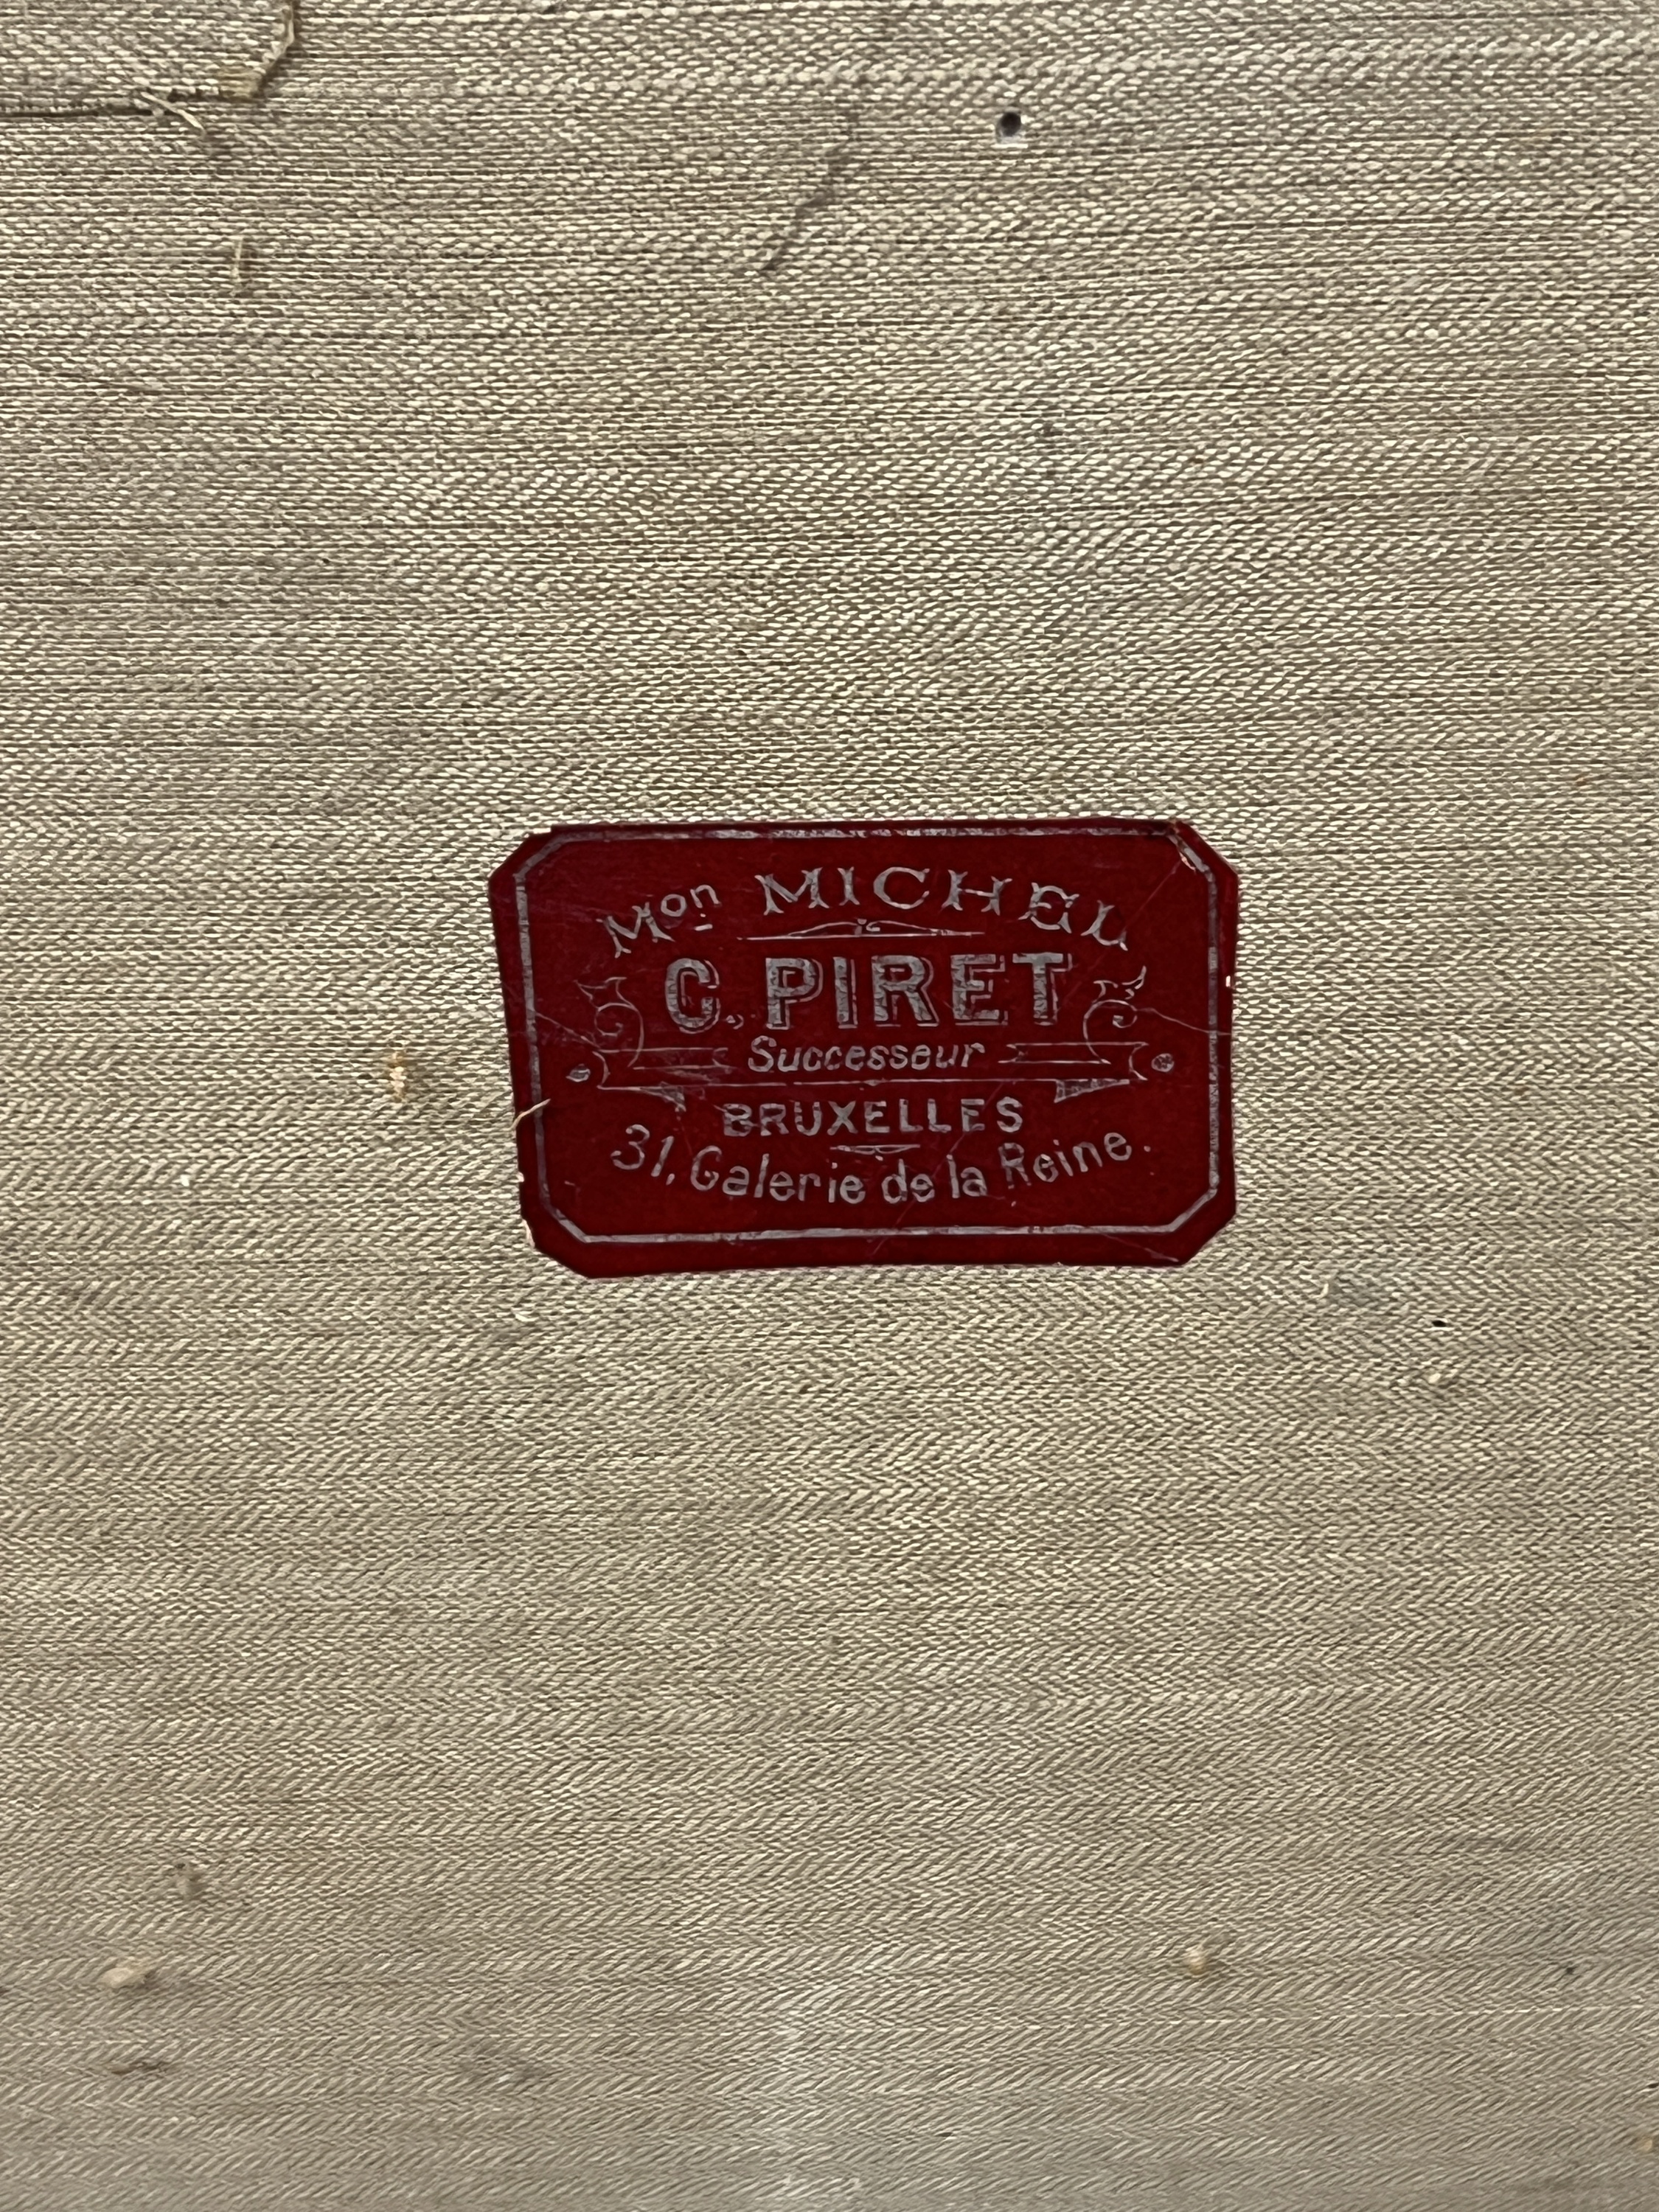 Mon MICHEL
C. PIRET
Successeur
BRUXELLES
31, Galerie de la Reine.